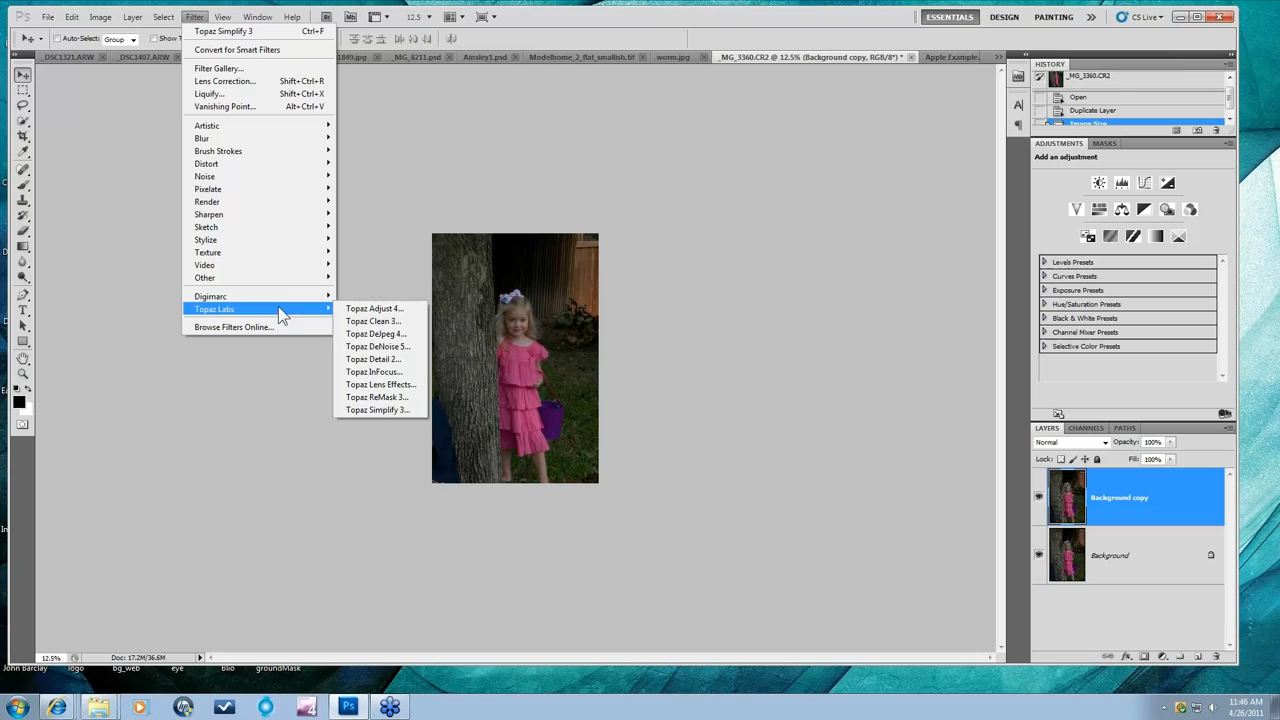 Ps File Edit Image Layer Select Filter View Window Help Br Mb 12.5 ESSENTIALS DESIGN PAINTING CS Live
Auto-Select: Group Show T
_DSC1321.ARW _DSC1407.ARW 1849.jpg _MG_8211.psd Ainsley1.psd Modelhome_2_flat_smallish.tif worm.jpg _MG_3360.CR2 @ 12.5% (Background copy, RGB/8*) * Apple Example.
Topaz Simplify 3 Ctrl+F
Convert for Smart Filters
Filter Gallery...
Lens Correction... Shift+Ctrl+R
Liquify... Shift+Ctrl+X
Vanishing Point... Alt+Ctrl+V
Artistic
Blur
Brush Strokes
Distort
Noise
Pixelate
Render
Sharpen
Sketch
Stylize
Texture
Video
Other
Digimarc
Topaz Labs
Browse Filters Online...
Topaz Adjust 4...
Topaz Clean 3...
Topaz DeJpeg 4...
Topaz DeNoise 5...
Topaz Detail 2...
Topaz InFocus...
Topaz Lens Effects...
Topaz ReMask 3...
Topaz Simplify 3...
HISTORY
_MG_3360.CR2
Open
Duplicate Layer
Image Size
ADJUSTMENTS MASKS
Add an adjustment
Levels Presets
Curves Presets
Exposure Presets
Hue/Saturation Presets
Black & White Presets
Channel Mixer Presets
Selective Color Presets
LAYERS CHANNELS PATHS
Normal Opacity: 100%
Lock: Fill: 100%
Background copy
Background
12.5% Doc: 17.2M/36.6M
John Barclay logo bg_web eye Blio groundMask
11:46 AM
4/26/2011